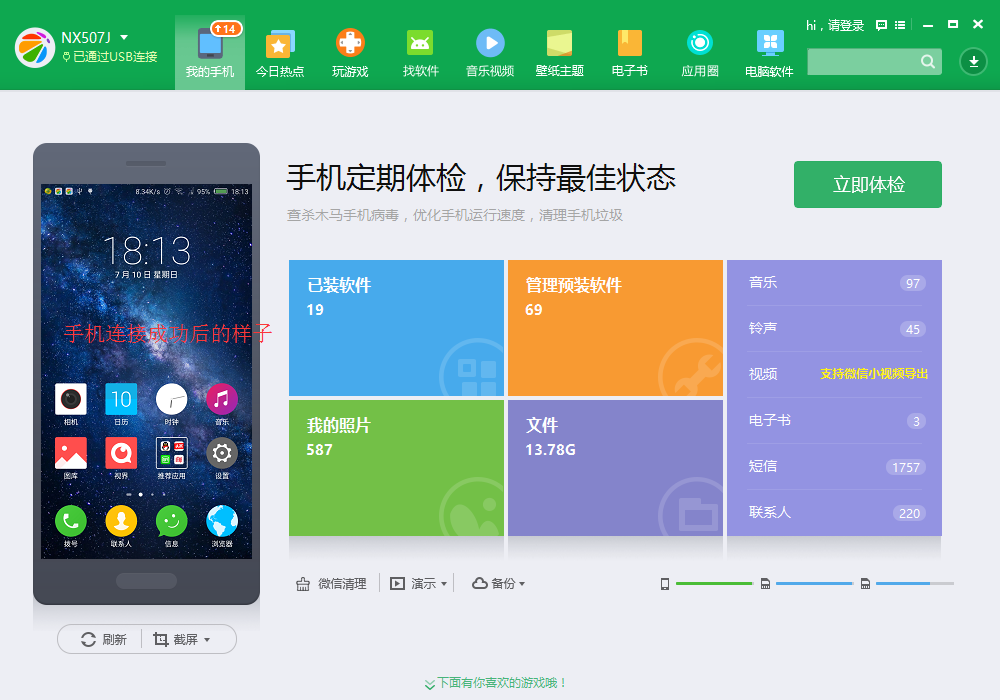 NX507J
已通过USB连接
14
我的手机
今日热点
玩游戏
找软件
音乐视频
壁纸主题
电子书
应用圈
电脑软件
hi，请登录
8.34K/s
95%
18:13
18:13
7月10日 星期日
手机连接成功后的样子
相机
10
日历
时钟
音乐
图库
视界
推荐应用
设置
拨号
联系人
信息
浏览器
刷新
截屏
手机定期体检，保持最佳状态
查杀木马手机病毒，优化手机运行速度，清理手机垃圾
立即体检
已装软件
19
管理预装软件
69
我的照片
587
文件
13.78G
音乐 97
铃声 45
视频 支持微信小视频导出
电子书 3
短信 1757
联系人 220
微信清理
演示
备份
下面有你喜欢的游戏哦！